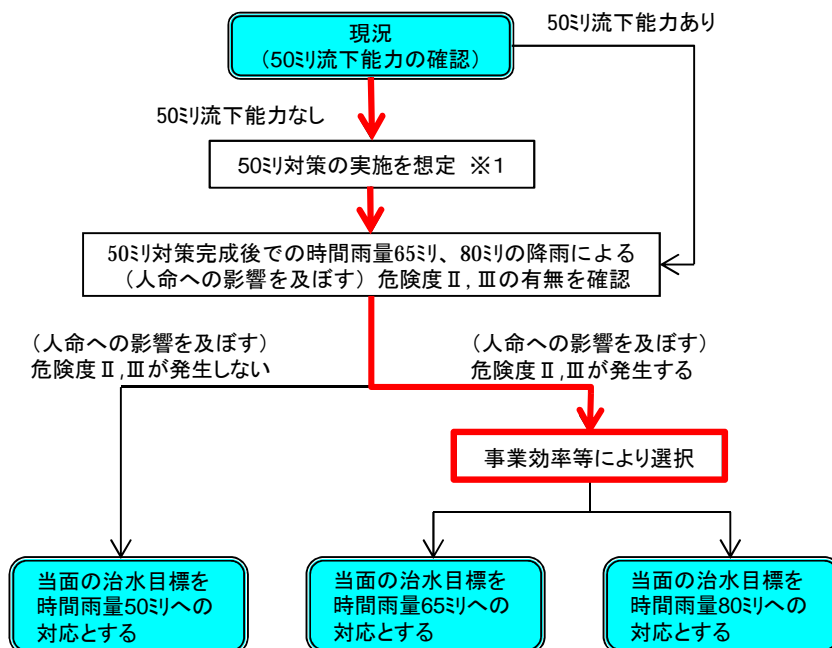 現況
（50ミリ流下能力の確認）
50ミリ流下能力あり
50ミリ流下能力なし
50ミリ対策の実施を想定 ※1
50ミリ対策完成後での時間雨量65ミリ、80ミリの降雨による
（人命への影響を及ぼす）危険度Ⅱ,Ⅲの有無を確認
（人命への影響を及ぼす）
危険度Ⅱ,Ⅲが発生しない
（人命への影響を及ぼす）
危険度Ⅱ,Ⅲが発生する
事業効率等により選択
当面の治水目標を
時間雨量50ミリへの
対応とする
当面の治水目標を
時間雨量65ミリへの
対応とする
当面の治水目標を
時間雨量80ミリへの
対応とする